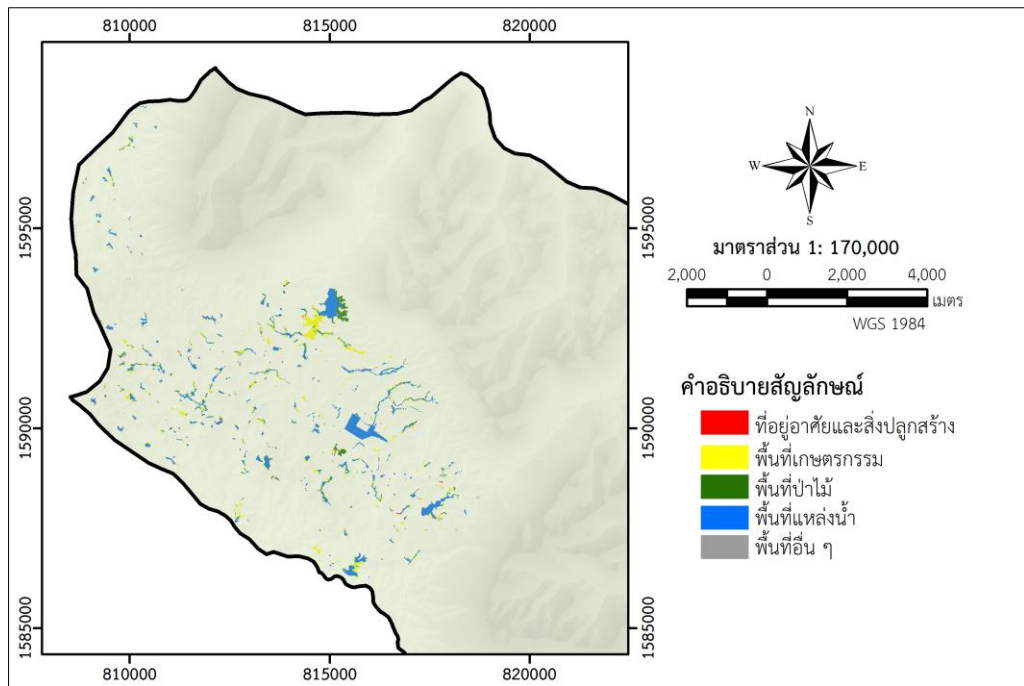 810000 815000 820000
1595000
1590000
1585000
810000 815000 820000
1595000
1590000
1585000
N
W E
S
มาตราส่วน 1: 170,000
2,000 0 2,000 4,000
เมตร
WGS 1984
คำอธิบายสัญลักษณ์
ที่อยู่อาศัยและสิ่งปลูกสร้าง
พื้นที่เกษตรกรรม
พื้นที่ป่าไม้
พื้นที่แหล่งน้ำ
พื้นที่อื่น ๆ